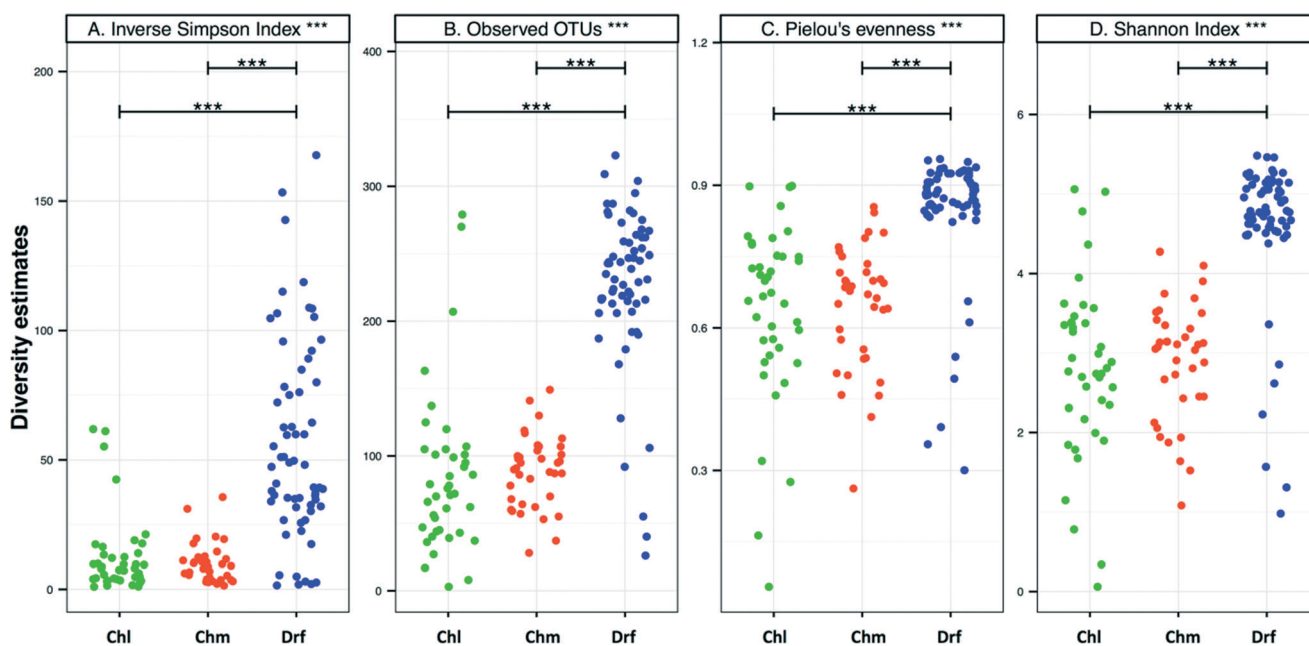 A. Inverse Simpson Index ***
B. Observed OTUs ***
C. Pielou's evenness ***
D. Shannon Index ***
Diversity estimates
200
150
100
50
0
***
***
Chl
Chm
Drf
400
300
200
100
0
***
***
Chl
Chm
Drf
1.2
0.9
0.6
0.3
***
***
Chl
Chm
Drf
6
4
2
0
***
***
Chl
Chm
Drf